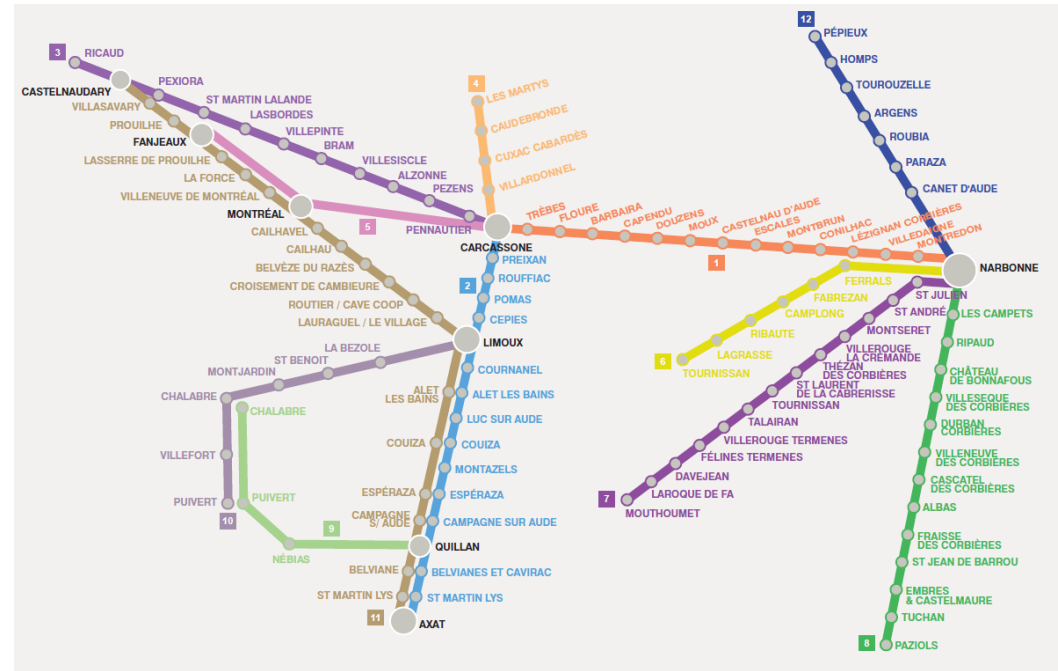 12
PÉPIEUX
HOMPS
TOUROUZELLE
ARGENS
ROUBIA
PARAZA
CANET D'AUDE
3
RICAUD
CASTELNAUDARY
PEXIORA
ST MARTIN LALANDE
LASBORDES
VILLEPINTE
BRAM
VILLESISCLE
ALZONNE
PEZENS
PENNAUTIER
CARCASSONE
4
LES MARTYS
CAUDEBRONDE
CUXAC CABARDÈS
VILLARDONNEL
VILLASAVARY
PROUILHE
FANJEAUX
LASSERRE DE PROUILHE
LA FORCE
VILLENEUVE DE MONTRÉAL
MONTRÉAL
5
CAILHAVEL
CAILHAU
BELVÈZE DU RAZÈS
CROISEMENT DE CAMBIEURE
ROUTIER / CAVE COOP
LAURAGUEL / LE VILLAGE
LIMOUX
TRÈBES
FLOURE
BARBAIRA
CAPENDU
DOUZENS
MOUX
1
CASTELNAU D'AUDE
ESCALES
MONTBRUN
CONILHAC
LÉZIGNAN CORBIÈRES
VILLEDAIGNE
MONTREDON
NARBONNE
PREIXAN
ROUFFIAC
2
POMAS
CEPIES
COURNANEL
ALET LES BAINS
LUC SUR AUDE
COUIZA
MONTAZELS
ESPÉRAZA
CAMPAGNE SUR AUDE
QUILLAN
BELVIANES ET CAVIRAC
ST MARTIN LYS
AXAT
ALET
LES BAINS
COUIZA
ESPÉRAZA
CAMPAGNE
S/ AUDE
BELVIANE
ST MARTIN LYS
11
LA BEZOLE
ST BENOIT
MONTJARDIN
CHALABRE
VILLEFORT
PUIVERT
10
CHALABRE
PUIVERT
9
NÉBIAS
FERRALS
FABREZAN
CAMPLONG
RIBAUTE
LAGRASSE
6
TOURNISSAN
ST JULIEN
ST ANDRÉ
MONTSERET
VILLEROUGE
LA CRÉMANDE
THÉZAN
DES CORBIÈRES
ST LAURENT
DE LA CABRERISSE
TOURNISSAN
TALAIRAN
VILLEROUGE TERMENES
FÉLINES TERMENES
DAVEJEAN
LAROQUE DE FA
7
MOUTHOUMET
LES CAMPETS
RIPAUD
CHÂTEAU
DE BONNAFOUS
VILLESEQUE
DES CORBIÈRES
DURBAN
CORBIÈRES
VILLENEUVE
DES CORBIÈRES
CASCATEL
DES CORBIÈRES
ALBAS
FRAISSE
DES CORBIÈRES
ST JEAN DE BARROU
EMBRES
& CASTELMAURE
TUCHAN
8
PAZIOLS